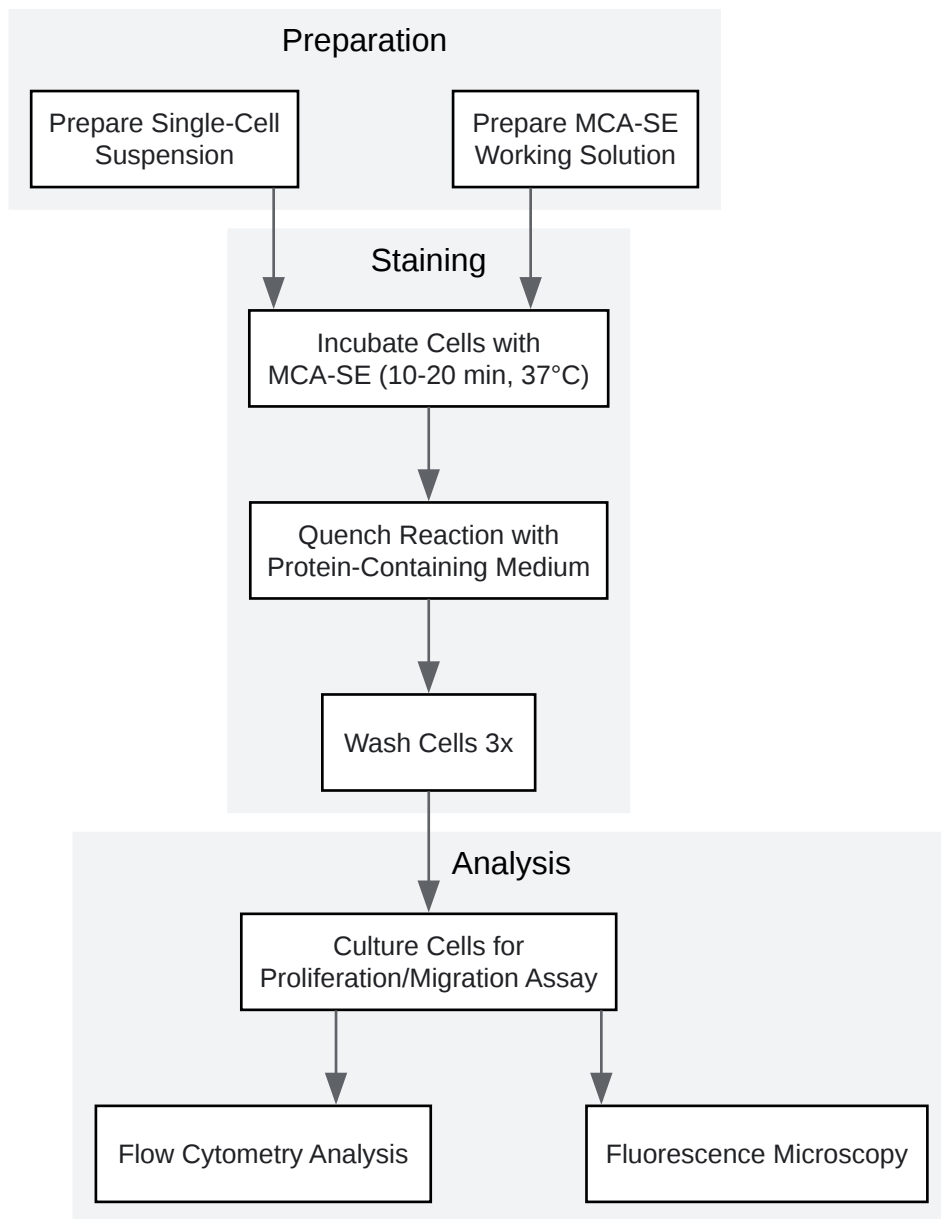 Preparation
Prepare Single-Cell
Suspension
Prepare MCA-SE
Working Solution
Staining
Incubate Cells with
MCA-SE (10-20 min, 37°C)
Quench Reaction with
Protein-Containing Medium
Wash Cells 3x
Analysis
Culture Cells for
Proliferation/Migration Assay
Flow Cytometry Analysis
Fluorescence Microscopy